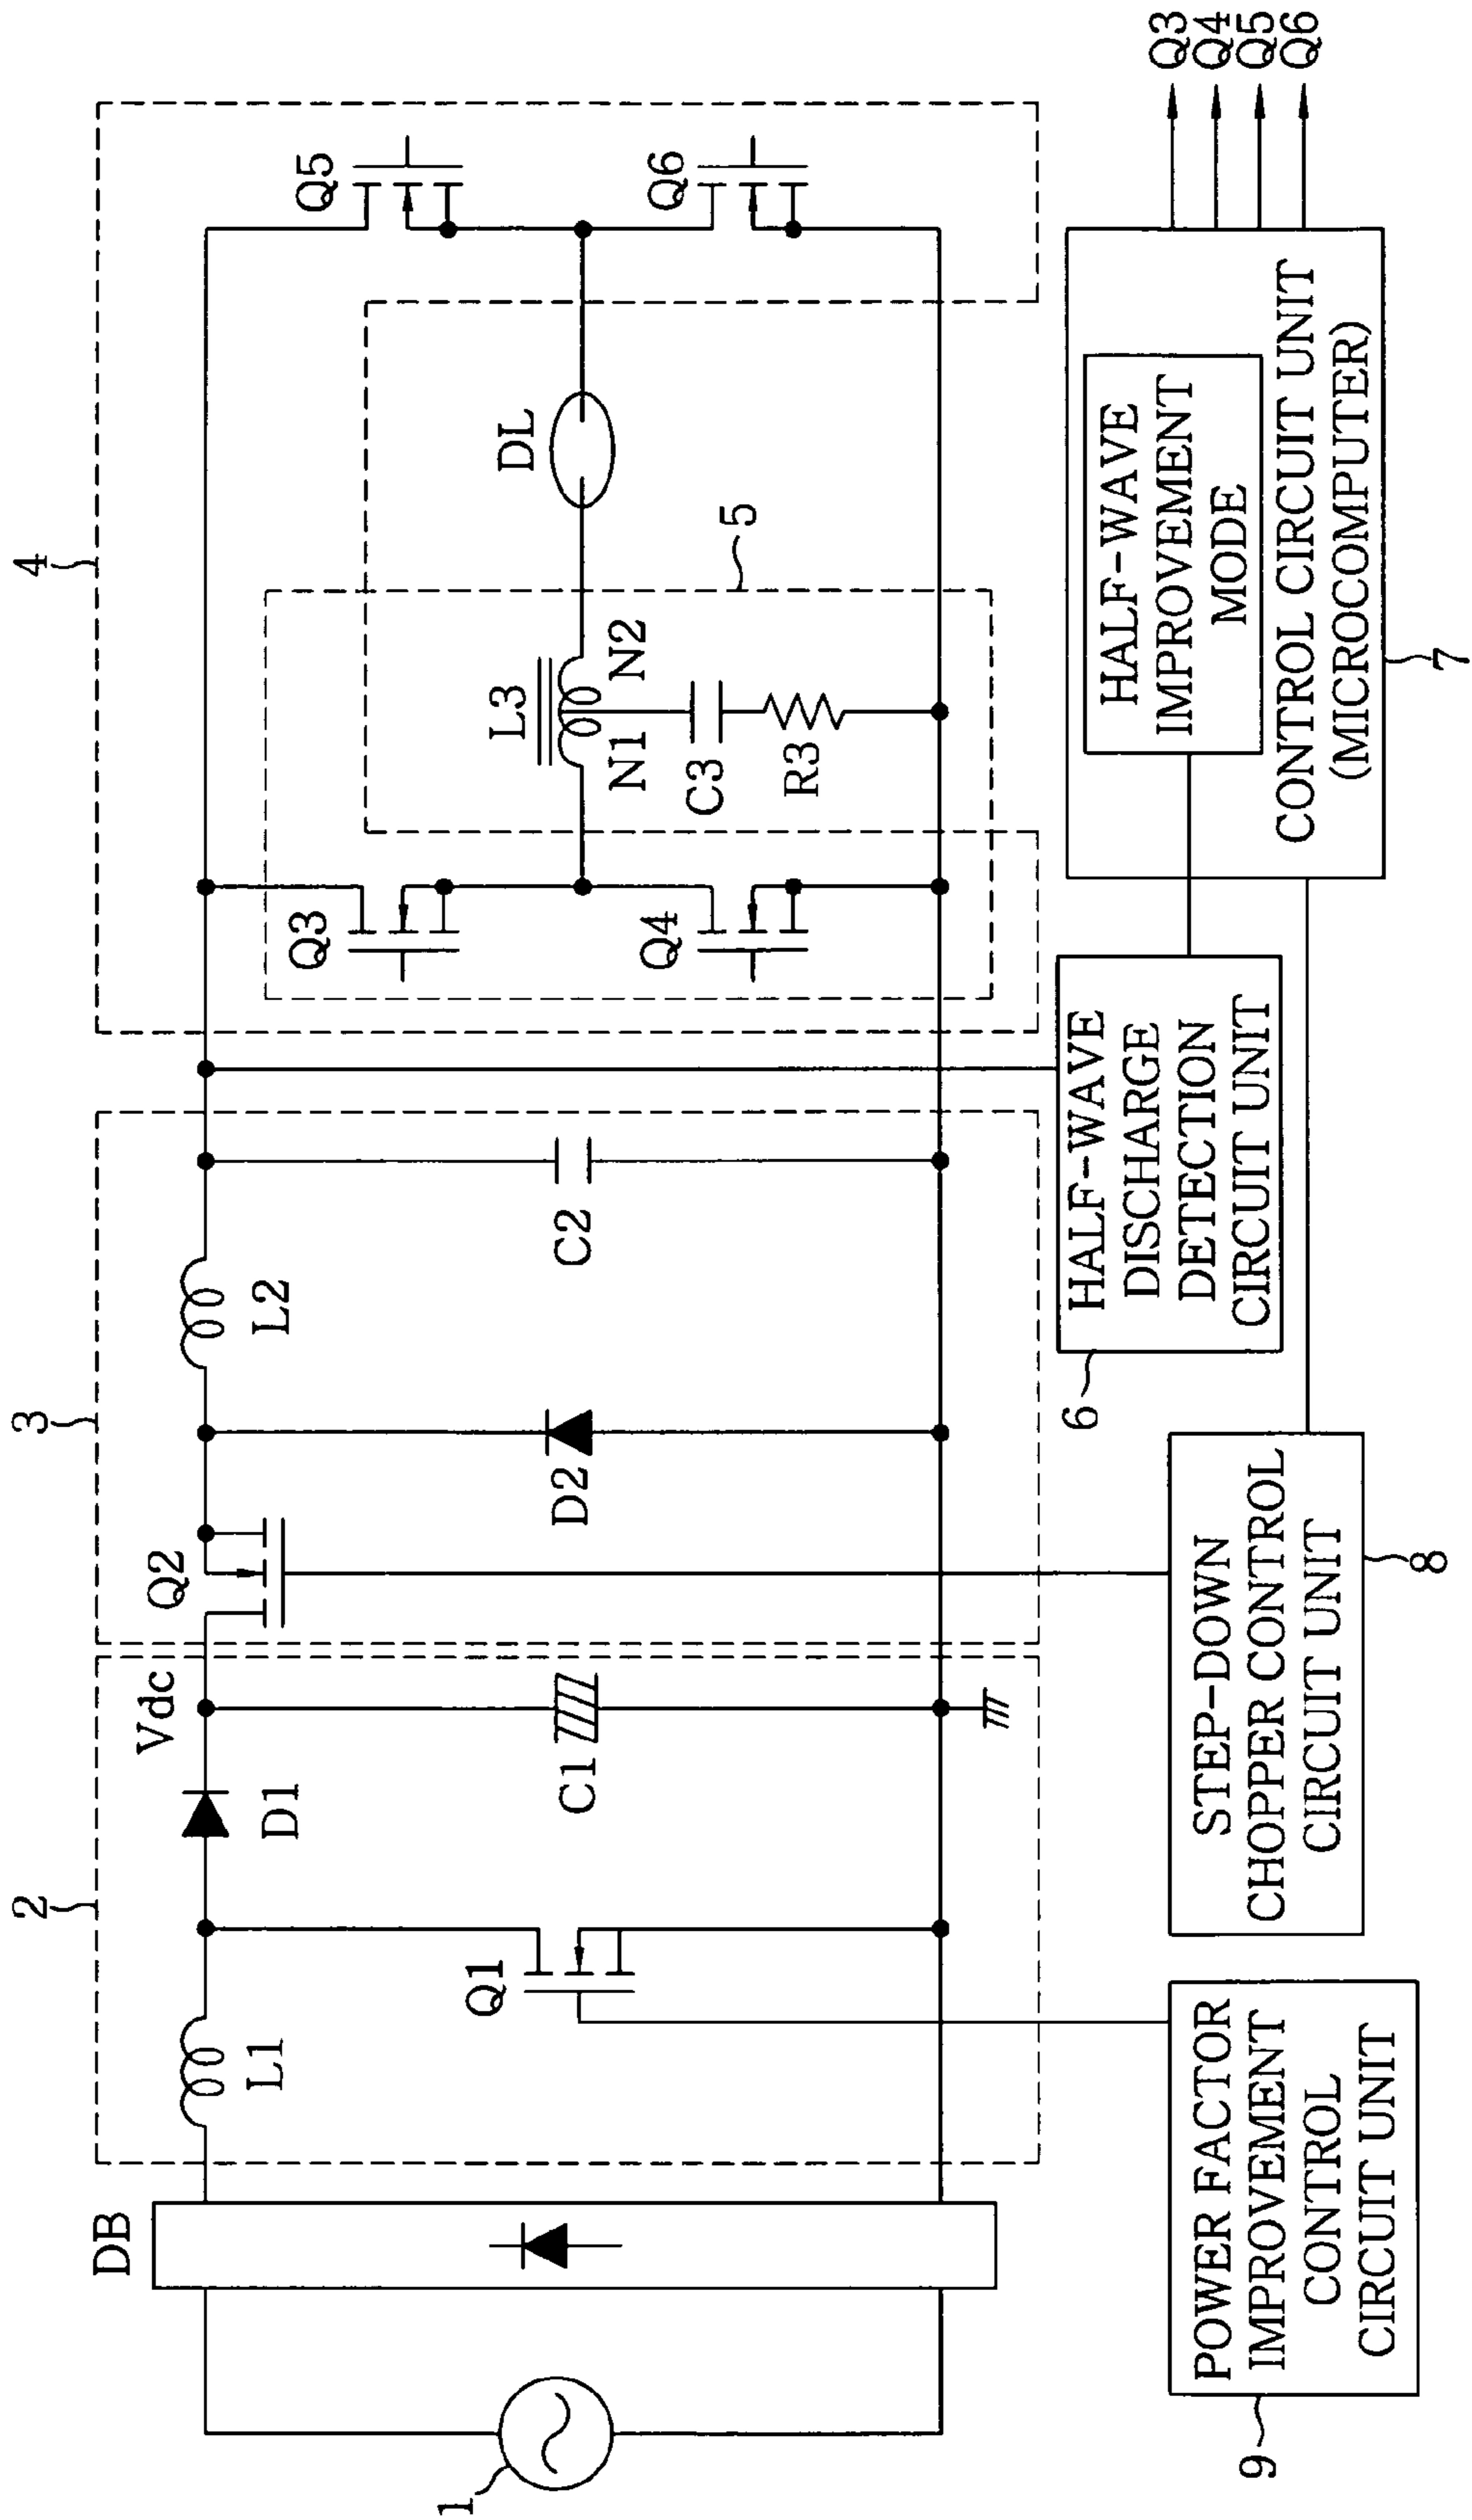 2
3
4
Vdc
Q2
DB
L1
D1
L2
Q1
C1
D2
C2
Q3
L3
DL
Q5
N1
N2
C3
R3
Q4
5
Q6
1
6
HALF-WAVE
DISCHARGE
DETECTION
CIRCUIT UNIT
HALF-WAVE
IMPROVEMENT
MODE
CONTROL CIRCUIT UNIT
(MICROCOMPUTER)
7
Q3
Q4
Q5
Q6
POWER FACTOR
IMPROVEMENT
CONTROL
CIRCUIT UNIT
9
STEP-DOWN
CHOPPER CONTROL
CIRCUIT UNIT
8